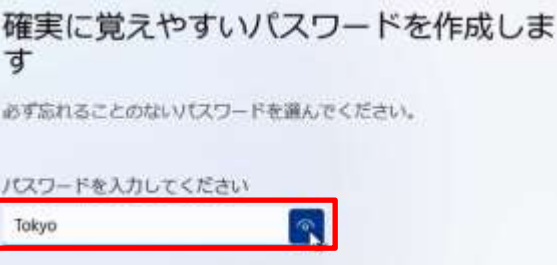 確実に覚えやすいパスワードを作成しま
す
必ず忘れることのないパスワードを選んでください。
パスワードを入力してください
Tokyo